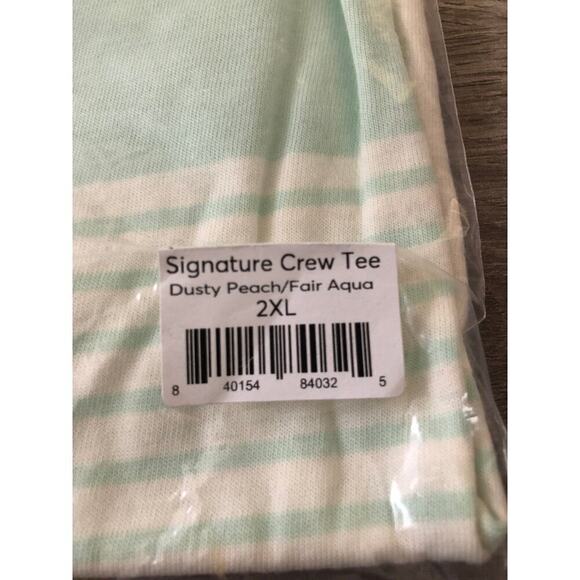 Signature Crew Tee
Dusty Peach/Fair Aqua
2XL
8 40154 84032 5